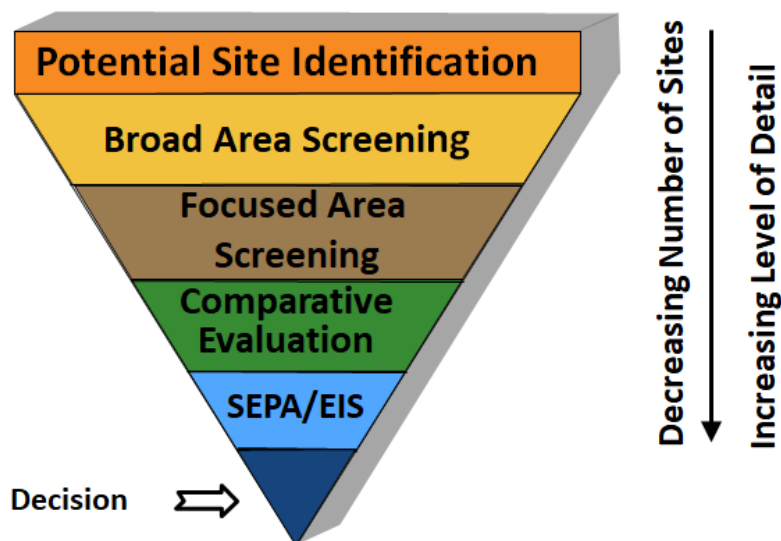 Potential Site Identification
Broad Area Screening
Focused Area
Screening
Comparative
Evaluation
SEPA/EIS
Decision
Decreasing Number of Sites
Increasing Level of Detail